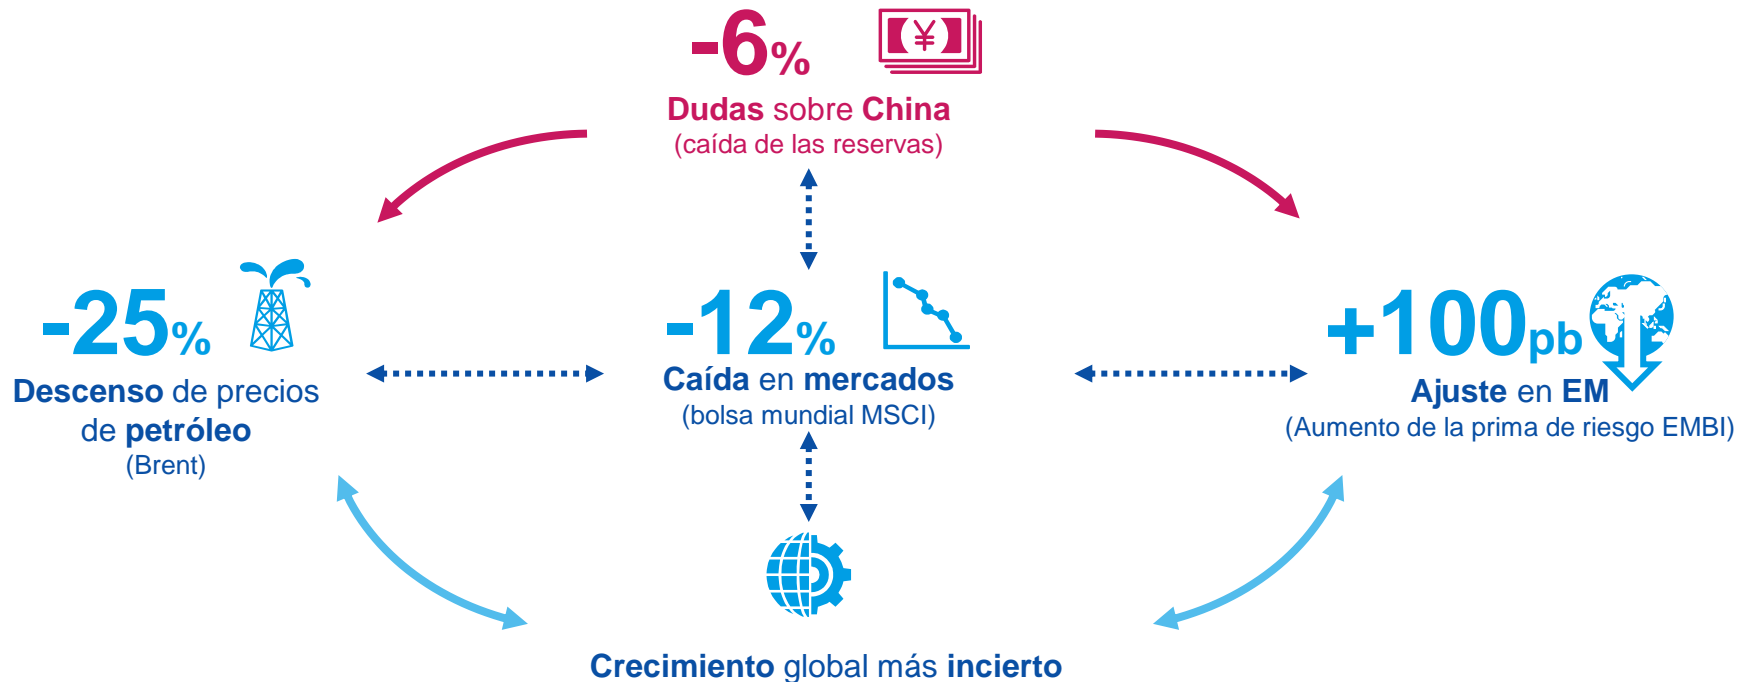 -6%
¥
Dudas sobre China
(caída de las reservas)
-25%
Descenso de precios
de petróleo
(Brent)
-12%
Caída en mercados
(bolsa mundial MSCI)
+100pb
Ajuste en EM
(Aumento de la prima de riesgo EMBI)
Crecimiento global más incierto